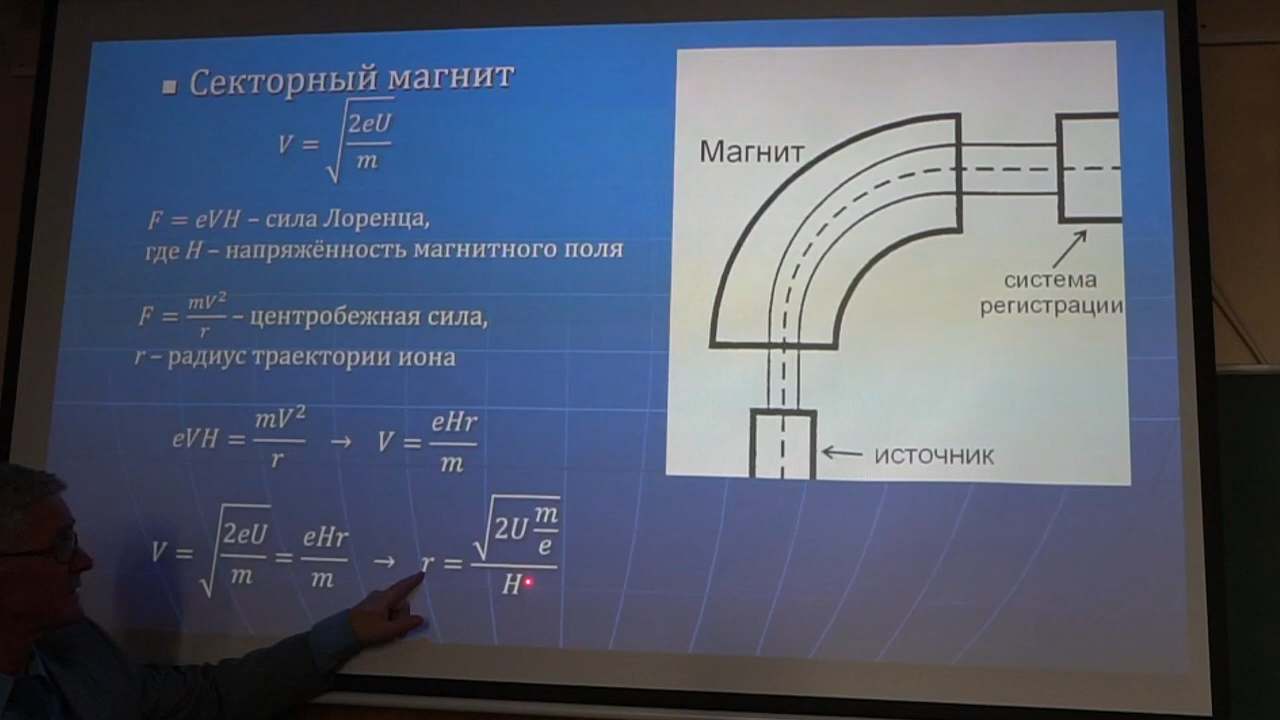 ▪ Секторный магнит
V = √(2eU/m)
F = eVH – сила Лоренца,
где H – напряжённость магнитного поля
F = mV²/r – центробежная сила,
r – радиус траектории иона
eVH = mV²/r → V = eHr/m
V = √(2eU/m) = eHr/m → r = √(2U m/e)/H
Магнит
система
регистрации
источник